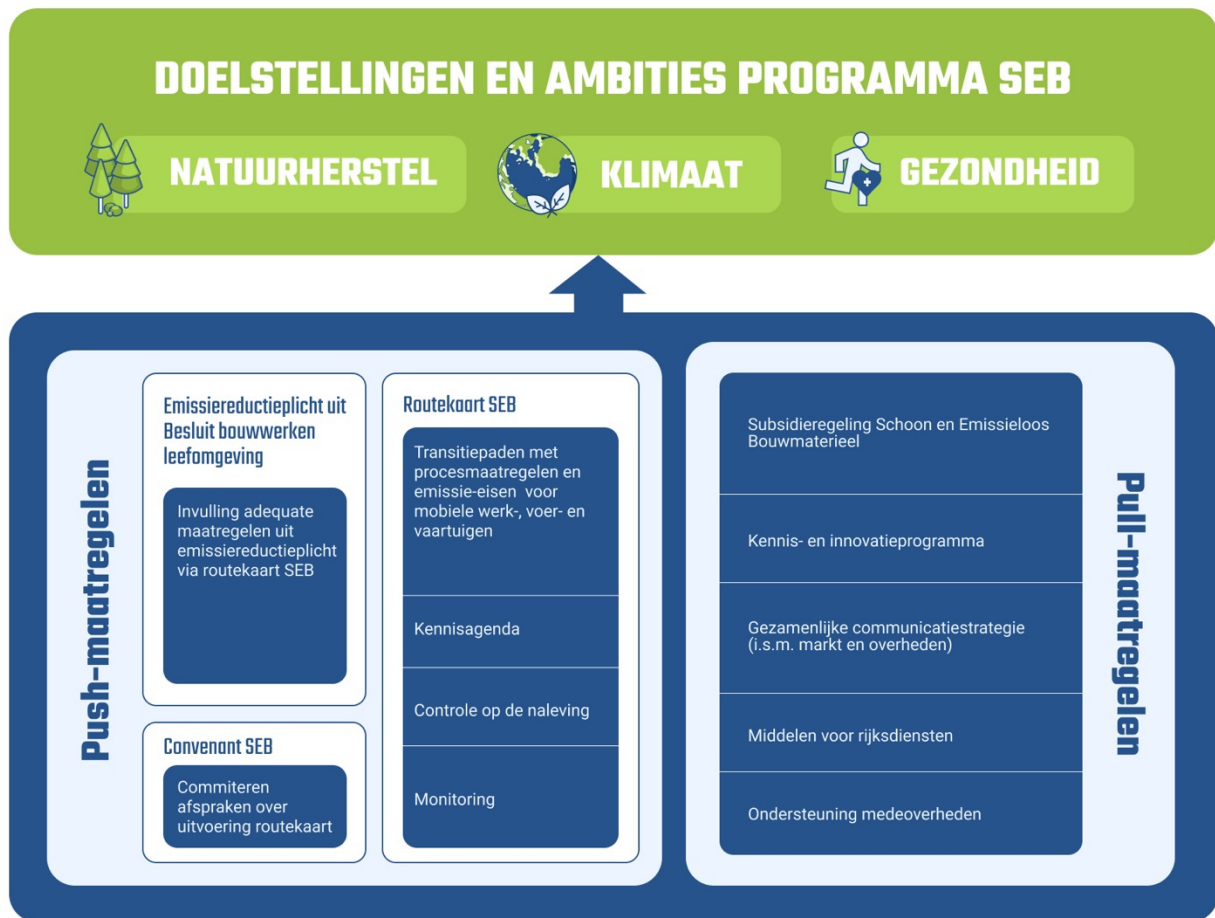 DOELSTELLINGEN EN AMBITIES PROGRAMMA SEB
NATUURHERSTEL
KLIMAAT
GEZONDHEID
Push-maatregelen
Emissiereductieplicht uit
Besluit bouwwerken
leefomgeving
Invulling adequate
maatregelen uit
emissiereductieplicht
via routekaart SEB
Convenant SEB
Commiteren
afspraken over
uitvoering routekaart
Routekaart SEB
Transitiepaden met
procesmaatregelen en
emissie-eisen voor
mobiele werk-, voer- en
vaartuigen
Kennisagenda
Controle op de naleving
Monitoring
Subsidieregeling Schoon en Emissieloos
Bouwmaterieel
Kennis- en innovatieprogramma
Gezamenlijke communicatiestrategie
(i.s.m. markt en overheden)
Middelen voor rijksdiensten
Ondersteuning medeoverheden
Pull-maatregelen